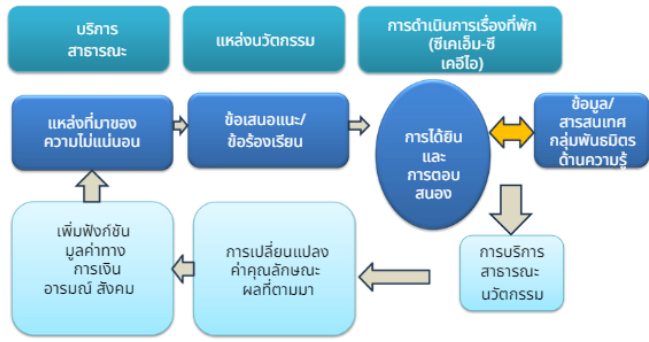 บริการ
สาธารณะ
แหล่งนวัตกรรม
การดำเนินการเรื่องที่พัก
(ซีเคเอ็ม-ซี
เคอีโอ)
แหล่งที่มาของ
ความไม่แน่นอน
ข้อเสนอแนะ/
ข้อร้องเรียน
การได้ยิน
และ
การตอบ
สนอง
ข้อมูล/
สารสนเทศ
กลุ่มพันธมิตร
ด้านความรู้
เพิ่มฟังก์ชัน
มูลค่าทาง
การเงิน
อารมณ์ สังคม
การเปลี่ยนแปลง
ค่าคุณลักษณะ
ผลที่ตามมา
การบริการ
สาธารณะ
นวัตกรรม